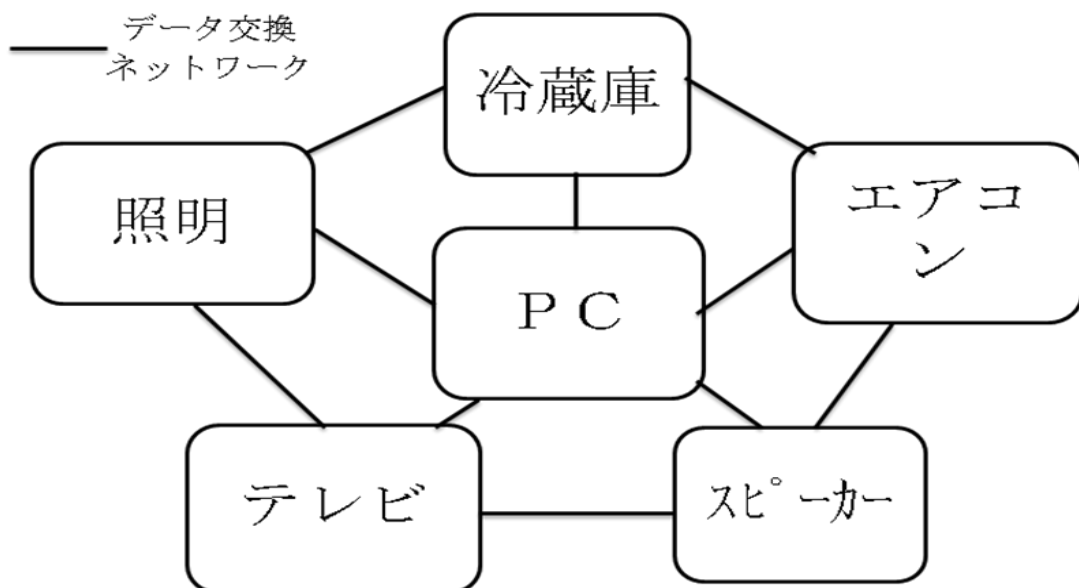 データ交換
ネットワーク
冷蔵庫
照明
エアコ
ン
ＰＣ
テレビ
スピーカー